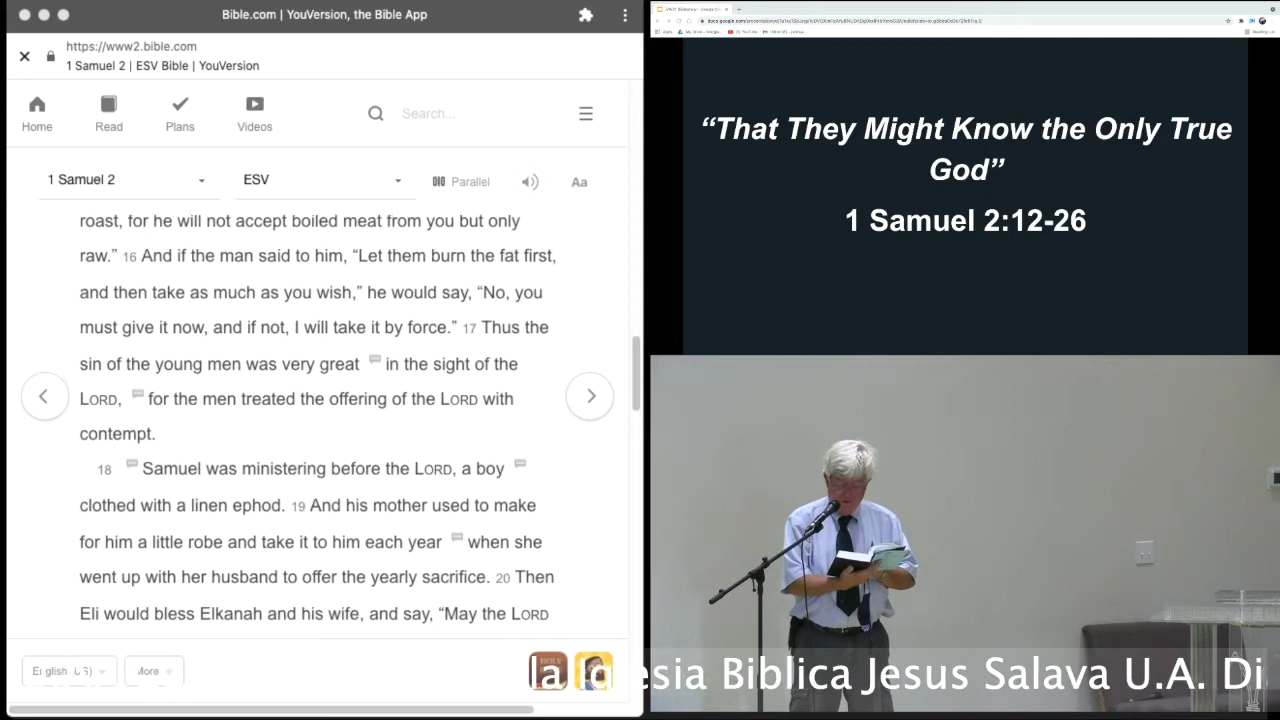 Bible.com | YouVersion, the Bible App
https://www2.bible.com
1 Samuel 2 | ESV Bible | YouVersion
Home
Read
Plans
Videos
Search...
1 Samuel 2
ESV
Parallel
Aa
roast, for he will not accept boiled meat from you but only
raw.” 16 And if the man said to him, “Let them burn the fat first,
and then take as much as you wish,” he would say, “No, you
must give it now, and if not, I will take it by force.” 17 Thus the
sin of the young men was very great in the sight of the
LORD, for the men treated the offering of the LORD with
contempt.
18 Samuel was ministering before the LORD, a boy
clothed with a linen ephod. 19 And his mother used to make
for him a little robe and take it to him each year when she
went up with her husband to offer the yearly sacrifice. 20 Then
Eli would bless Elkanah and his wife, and say, “May the LORD
English (US)
More
HOLY
“That They Might Know the Only True
God”
1 Samuel 2:12-26
la Iglesia Biblica Jesus Salava U.A. Di
Reading List